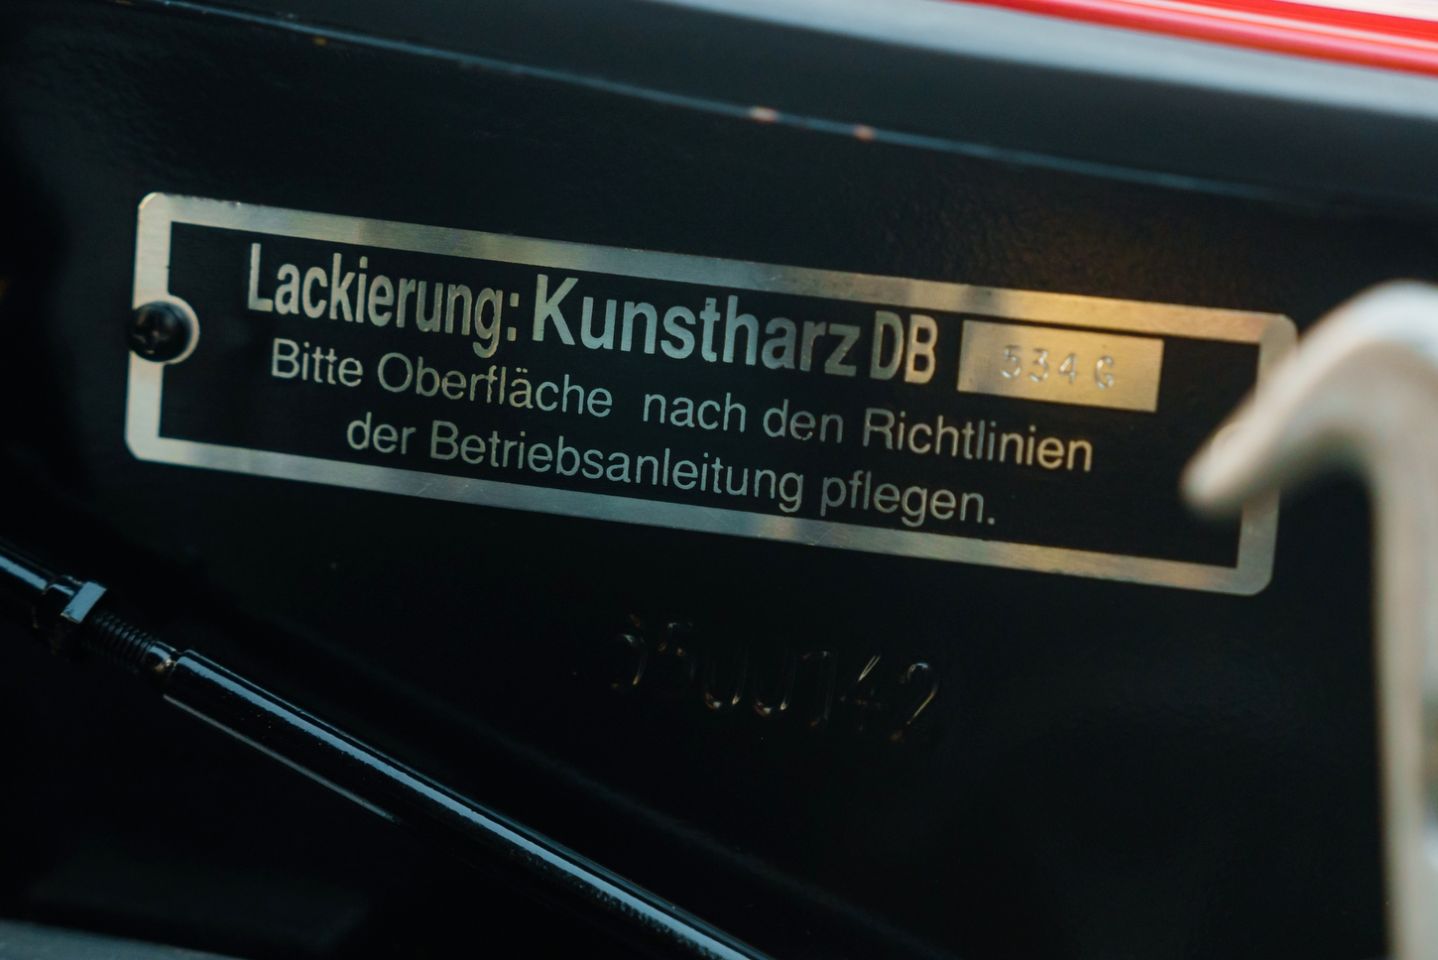 Lackierung: Kunstharz DB 534 G
Bitte Oberfläche nach den Richtlinien
der Betriebsanleitung pflegen.